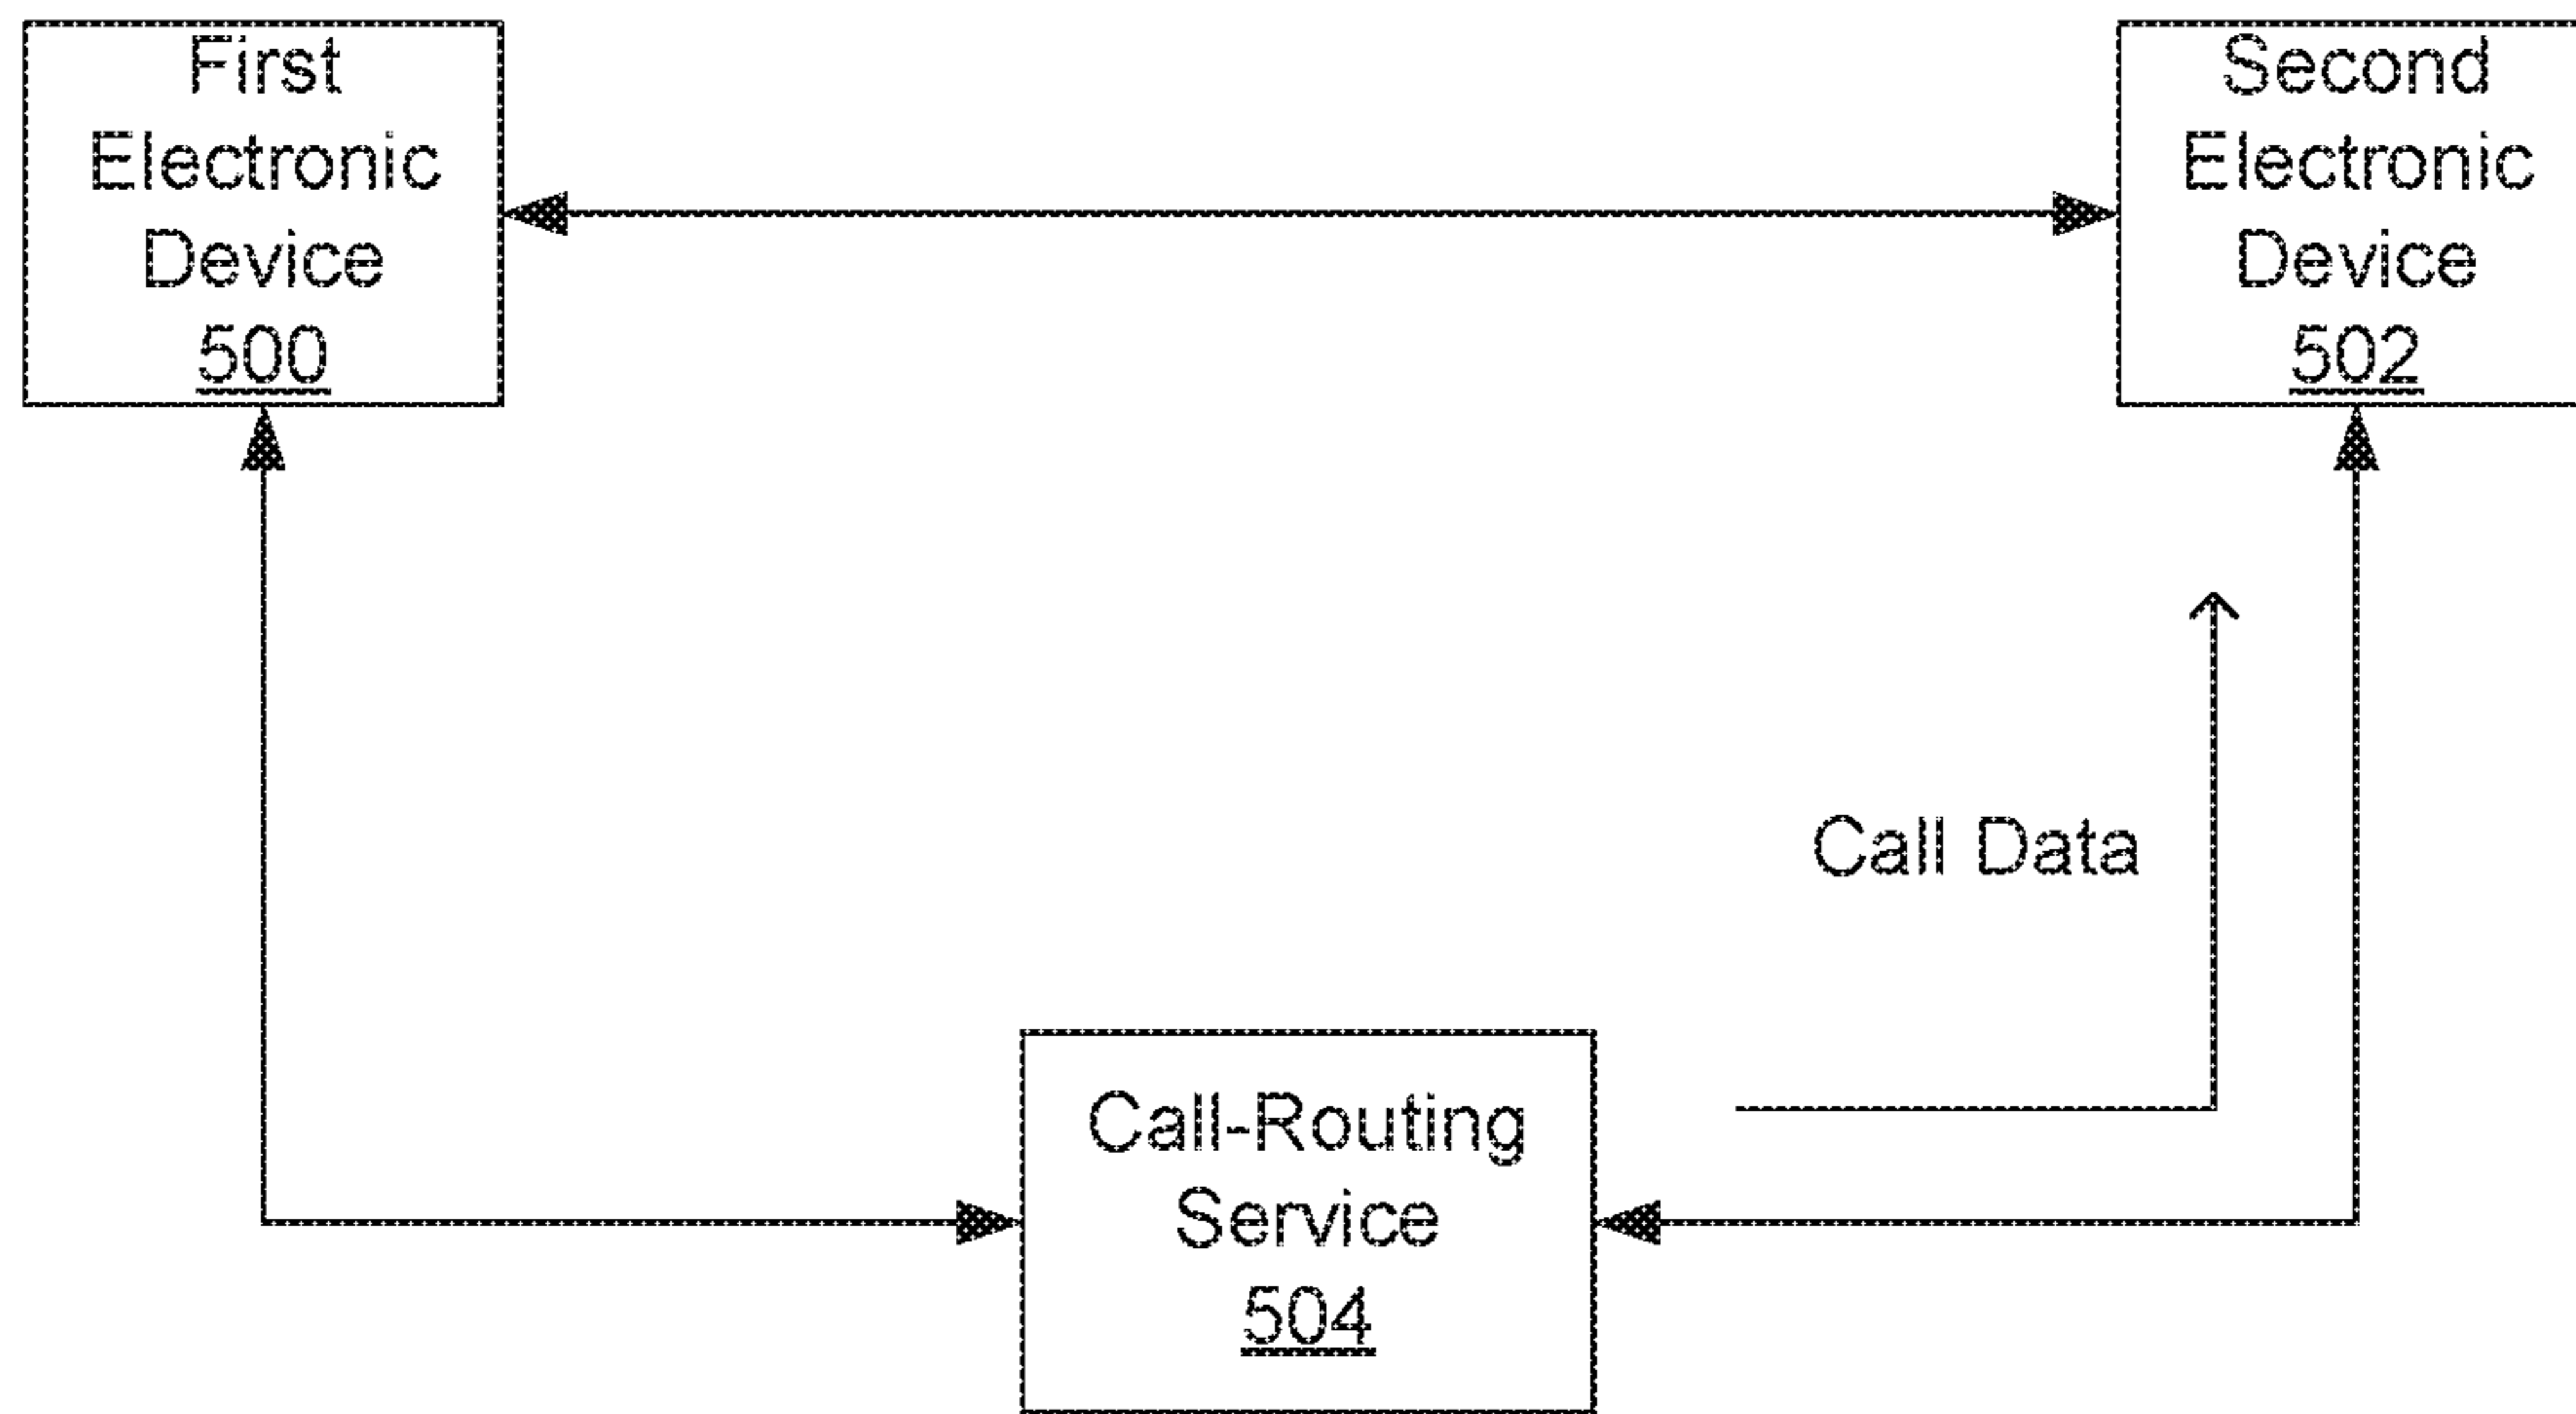 First
Electronic
Device
500
Second
Electronic
Device
502
Call Data
Call-Routing
Service
504